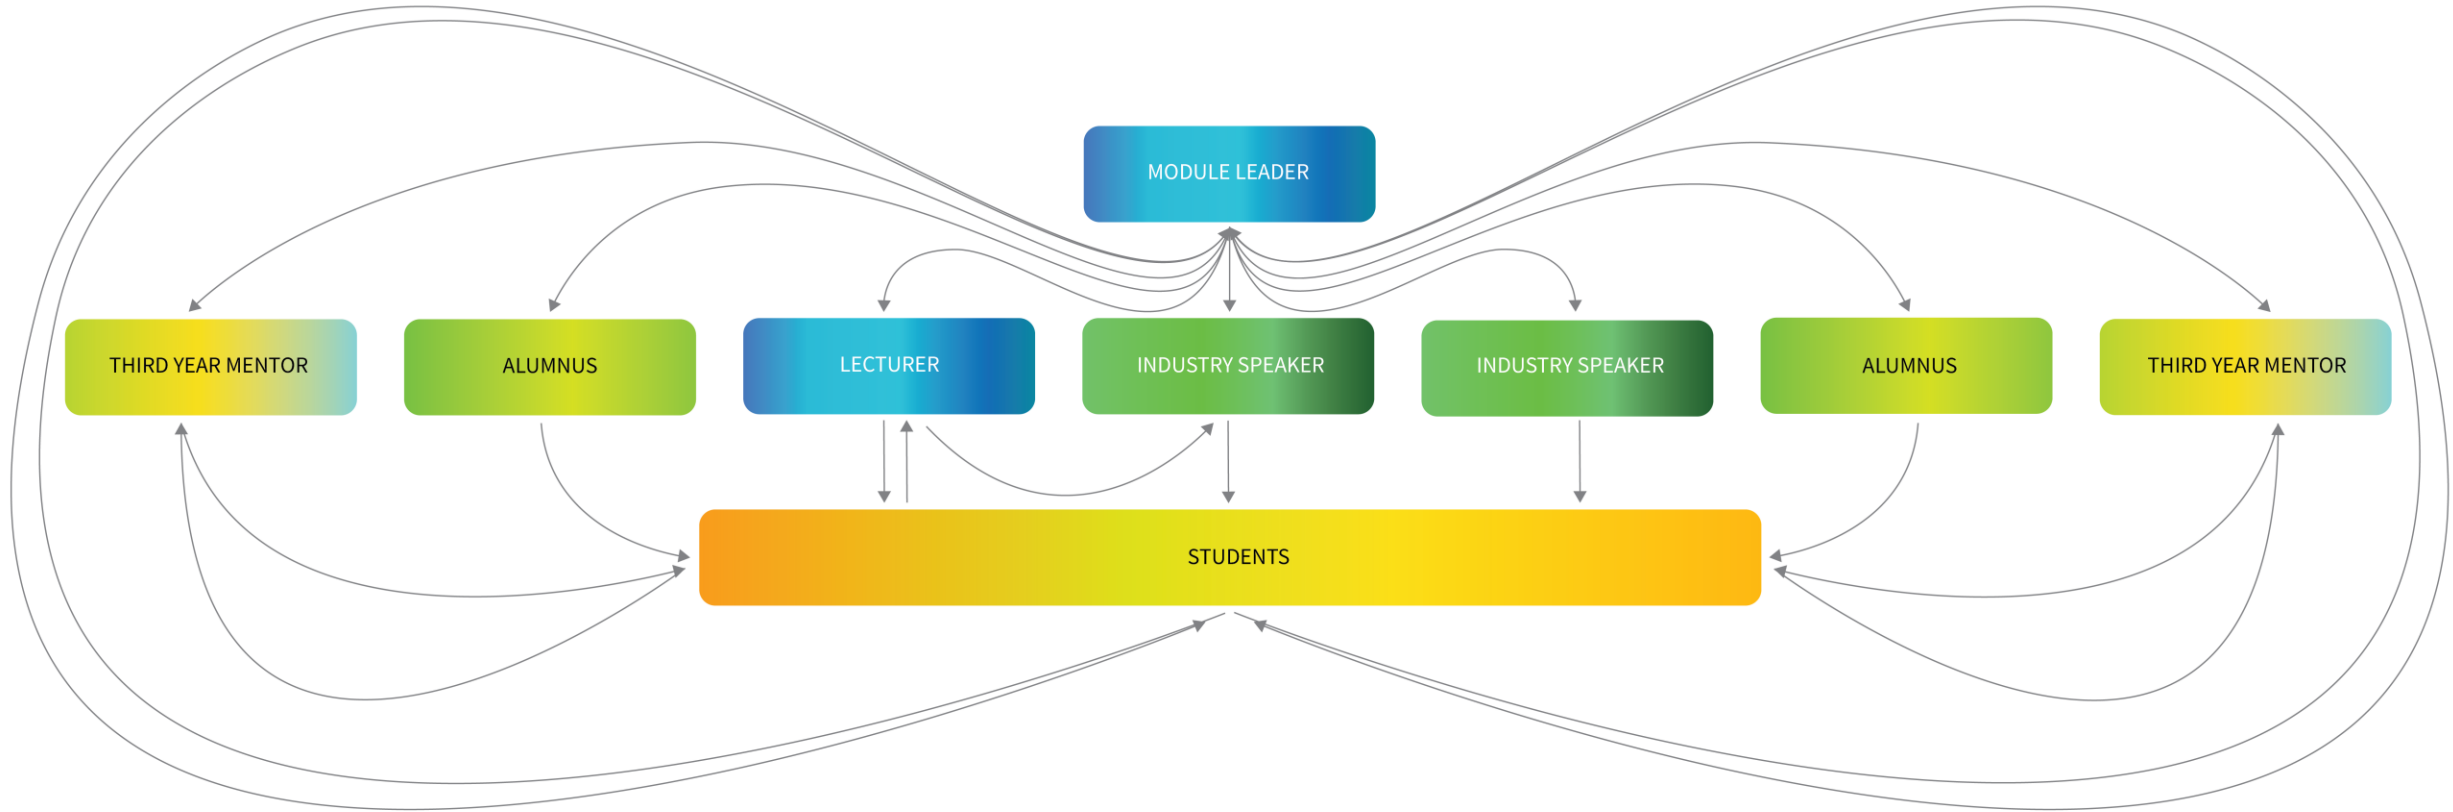 MODULE LEADER
THIRD YEAR MENTOR
ALUMNUS
LECTURER
INDUSTRY SPEAKER
INDUSTRY SPEAKER
ALUMNUS
THIRD YEAR MENTOR
STUDENTS